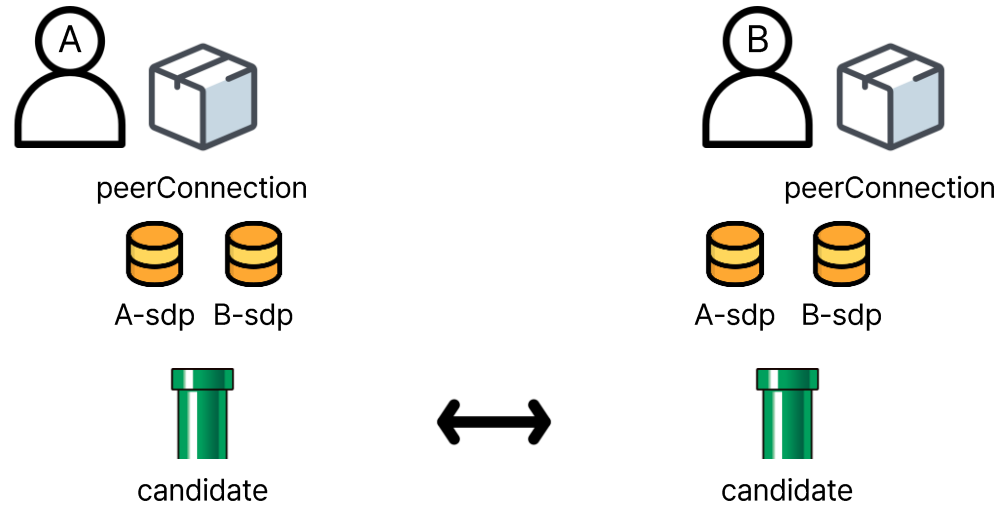 A
B
peerConnection
peerConnection
A-sdp B-sdp
A-sdp B-sdp
candidate
candidate